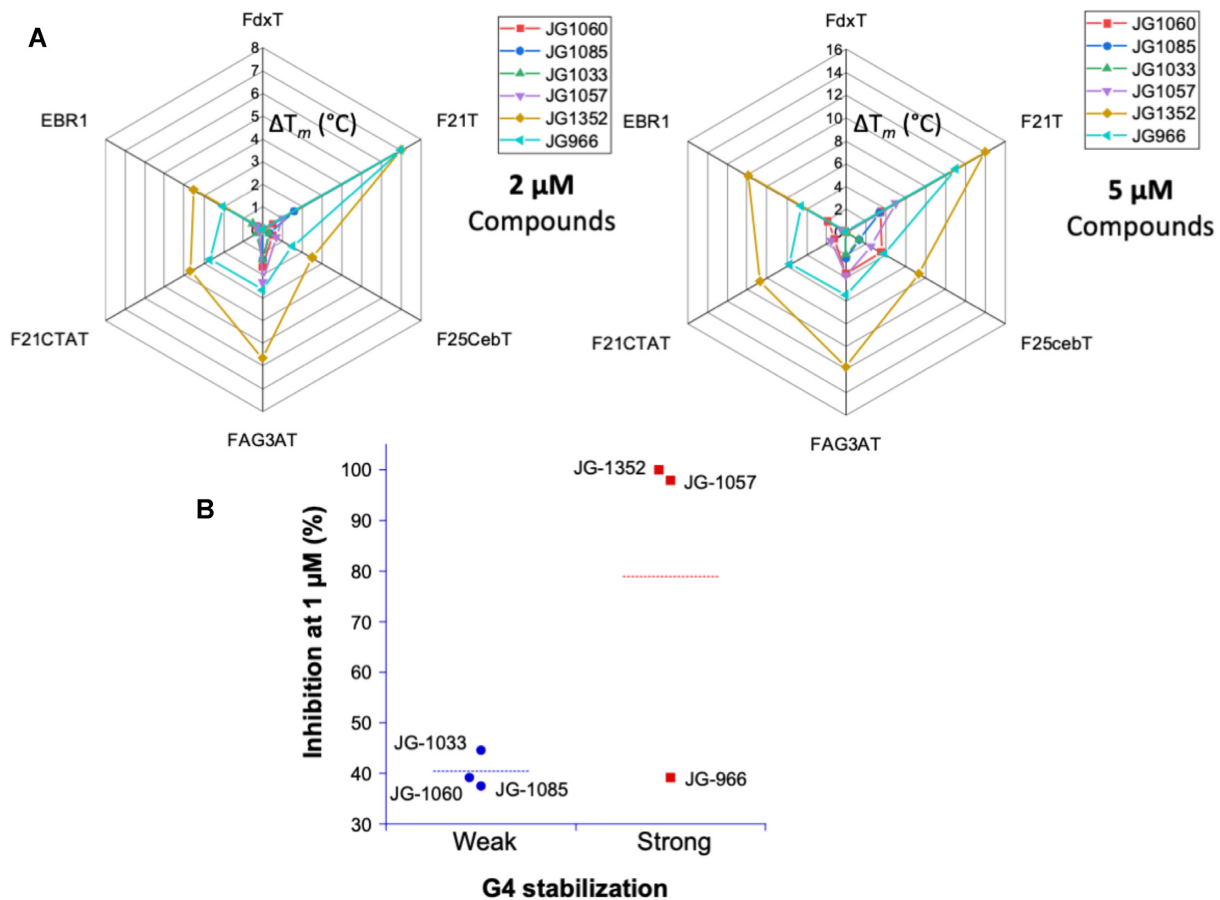 A
FdxT
8
7
6
5
4
3
2
1
0
ΔTm (°C)
EBR1
F21T
F21CTAT
F25CebT
FAG3AT
JG1060
JG1085
JG1033
JG1057
JG1352
JG966
2 μM
Compounds
FdxT
16
14
12
10
8
6
4
2
0
ΔTm (°C)
EBR1
F21T
F21CTAT
F25cebT
FAG3AT
JG1060
JG1085
JG1033
JG1057
JG1352
JG966
5 μM
Compounds
B
Inhibition at 1 μM (%)
100
90
80
70
60
50
40
30
JG-1352
JG-1057
JG-1033
JG-1060
JG-1085
JG-966
Weak
Strong
G4 stabilization